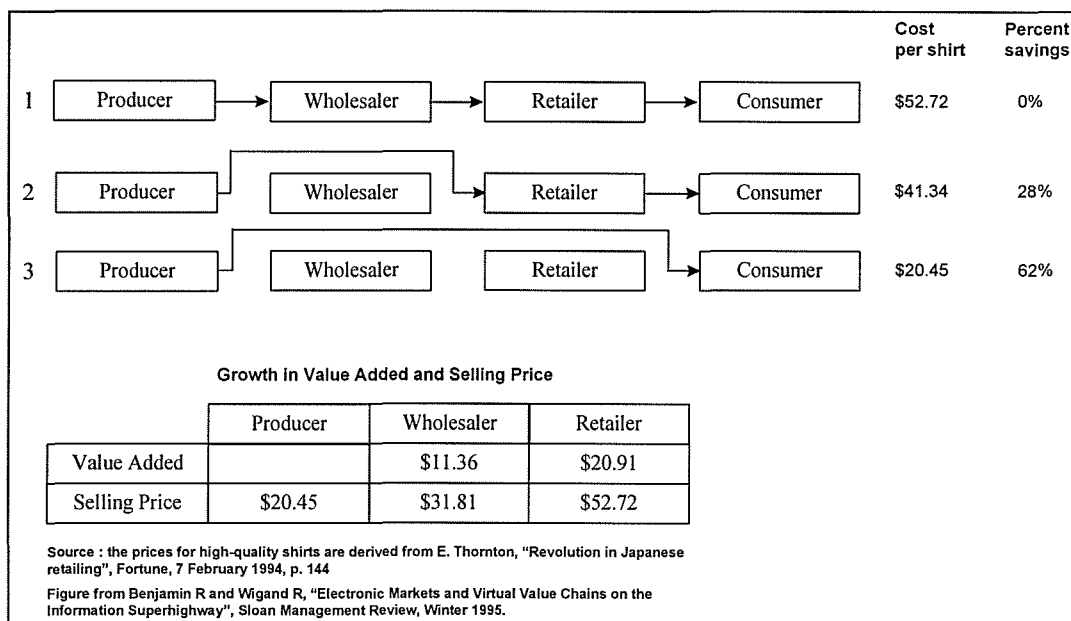 Cost per shirt Percent savings
1 Producer Wholesaler Retailer Consumer $52.72 0%
2 Producer Wholesaler Retailer Consumer $41.34 28%
3 Producer Wholesaler Retailer Consumer $20.45 62%
Growth in Value Added and Selling Price
Producer Wholesaler Retailer
Value Added $11.36 $20.91
Selling Price $20.45 $31.81 $52.72
Source : the prices for high-quality shirts are derived from E. Thornton, “Revolution in Japanese
retailing”, Fortune, 7 February 1994, p. 144
Figure from Benjamin R and Wigand R, “Electronic Markets and Virtual Value Chains on the
Information Superhighway”, Sloan Management Review, Winter 1995.